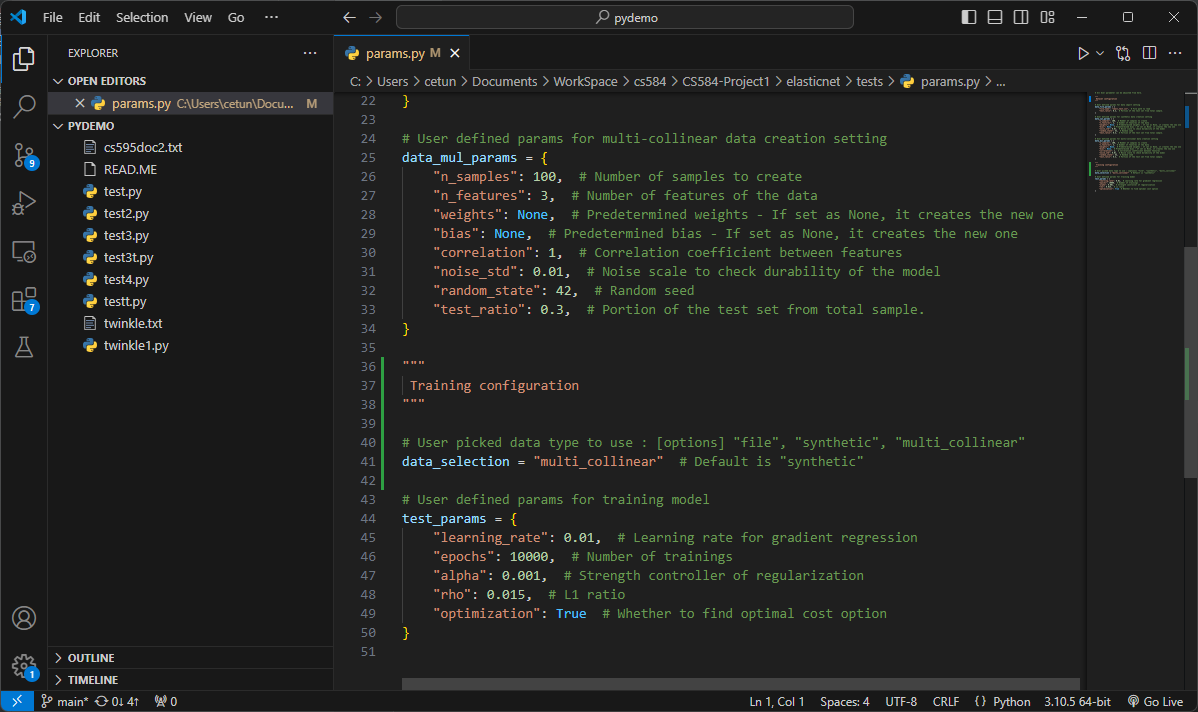 File Edit Selection View Go ··· pydemo
EXPLORER ···
OPEN EDITORS
params.py C:\Users\cetun\Docu... M
PYDEMO
cs595doc2.txt
READ.ME
test.py
test2.py
test3.py
test3t.py
test4.py
testt.py
twinkle.txt
twinkle1.py
OUTLINE
TIMELINE
9
7
1
params.py M
C: > Users > cetun > Documents > WorkSpace > cs584 > CS584-Project1 > elasticnet > tests > params.py > ...
22 }
23
24 # User defined params for multi-collinear data creation setting
25 data_mul_params = {
26 "n_samples": 100, # Number of samples to create
27 "n_features": 3, # Number of features of the data
28 "weights": None, # Predetermined weights - If set as None, it creates the new one
29 "bias": None, # Predetermined bias - If set as None, it creates the new one
30 "correlation": 1, # Correlation coefficient between features
31 "noise_std": 0.01, # Noise scale to check durability of the model
32 "random_state": 42, # Random seed
33 "test_ratio": 0.3, # Portion of the test set from total sample.
34 }
35
36 """
37 Training configuration
38 """
39
40 # User picked data type to use : [options] "file", "synthetic", "multi_collinear"
41 data_selection = "multi_collinear" # Default is "synthetic"
42
43 # User defined params for training model
44 test_params = {
45 "learning_rate": 0.01, # Learning rate for gradient regression
46 "epochs": 10000, # Number of trainings
47 "alpha": 0.001, # Strength controller of regularization
48 "rho": 0.015, # L1 ratio
49 "optimization": True # Whether to find optimal cost option
50 }
51
main* 0↓ 4↑ 0 Ln 1, Col 1 Spaces: 4 UTF-8 CRLF {} Python 3.10.5 64-bit Go Live